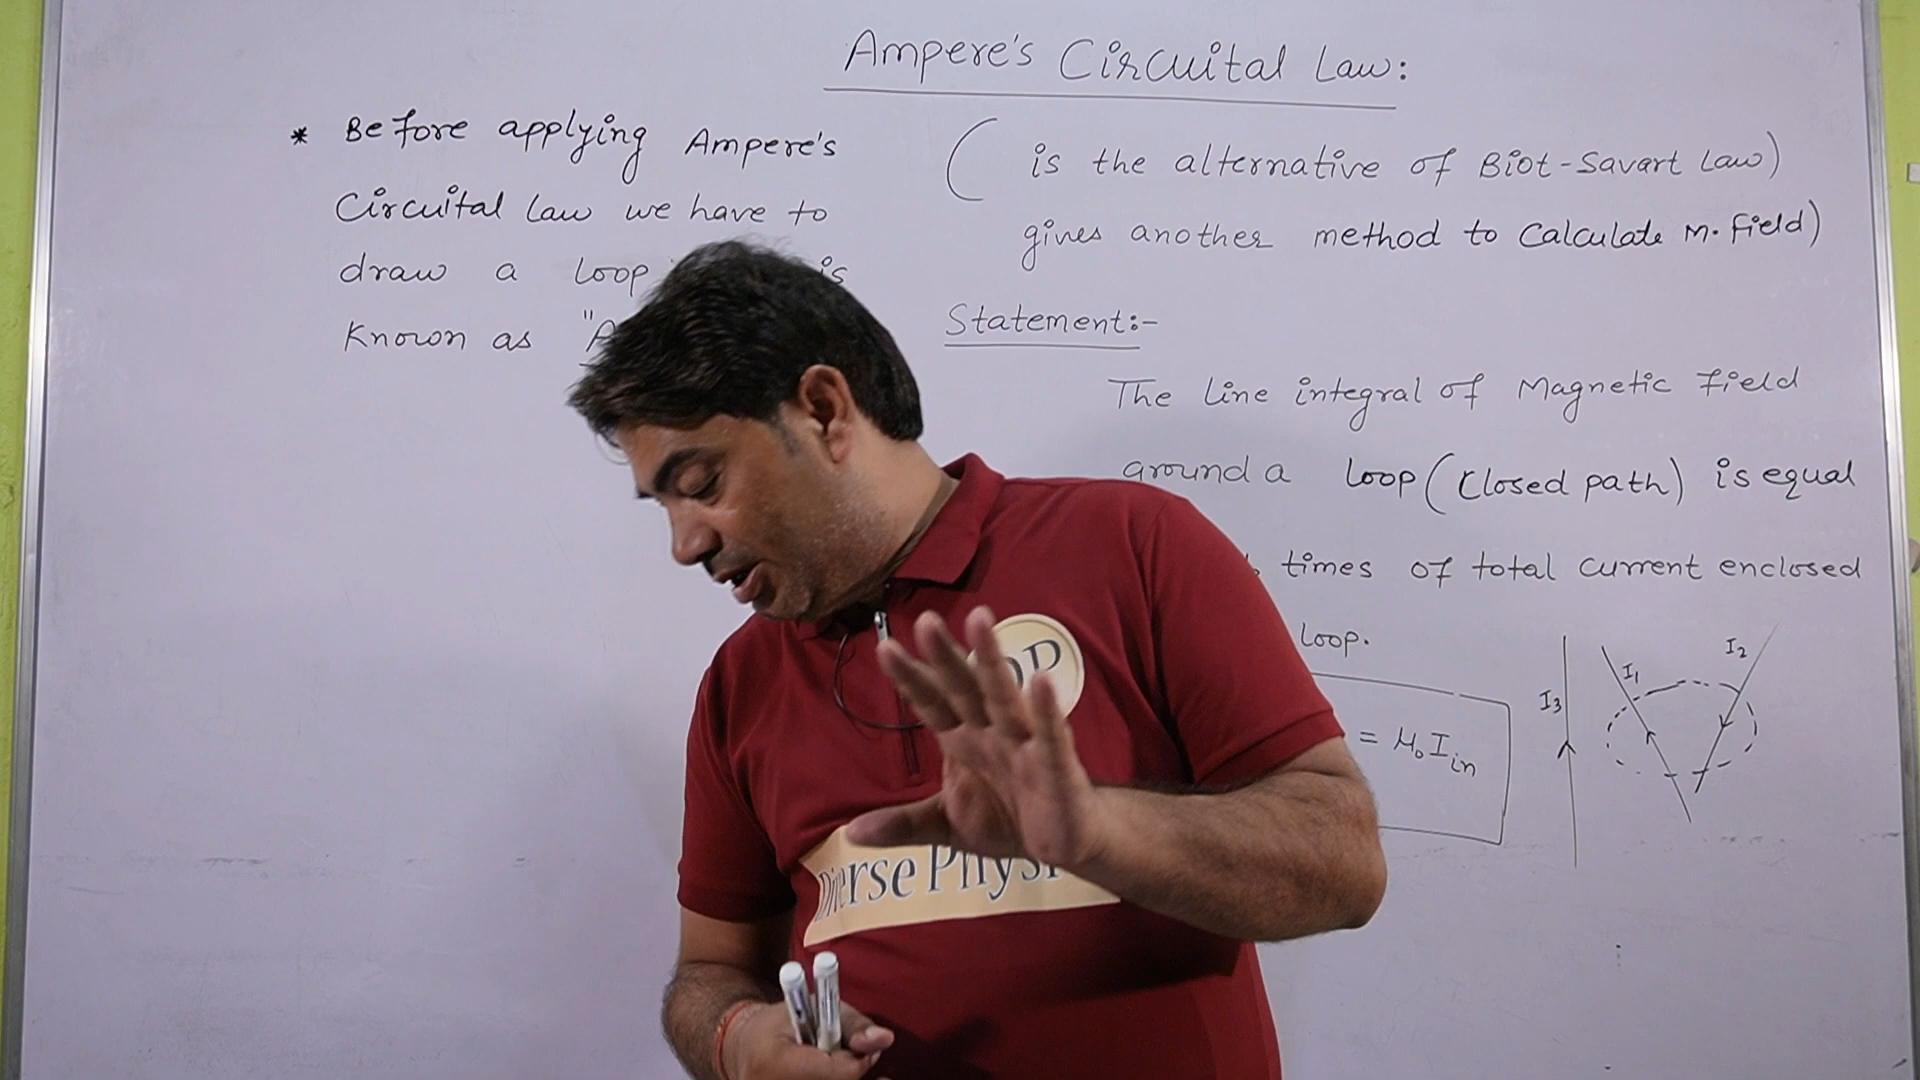 Ampere's Circuital Law:
* Before applying Ampere's
Circuital Law we have to
draw a Loop is
Known as "A
( is the alternative of Biot-Savart Law)
gives another method to Calculate M. Field)
Statement:-
The Line integral of Magnetic Field
around a Loop (Closed path) is equal
times of total current enclosed
Loop.
= μ₀ I_in
I₃
I₁
I₂
DP
Diverse Physi